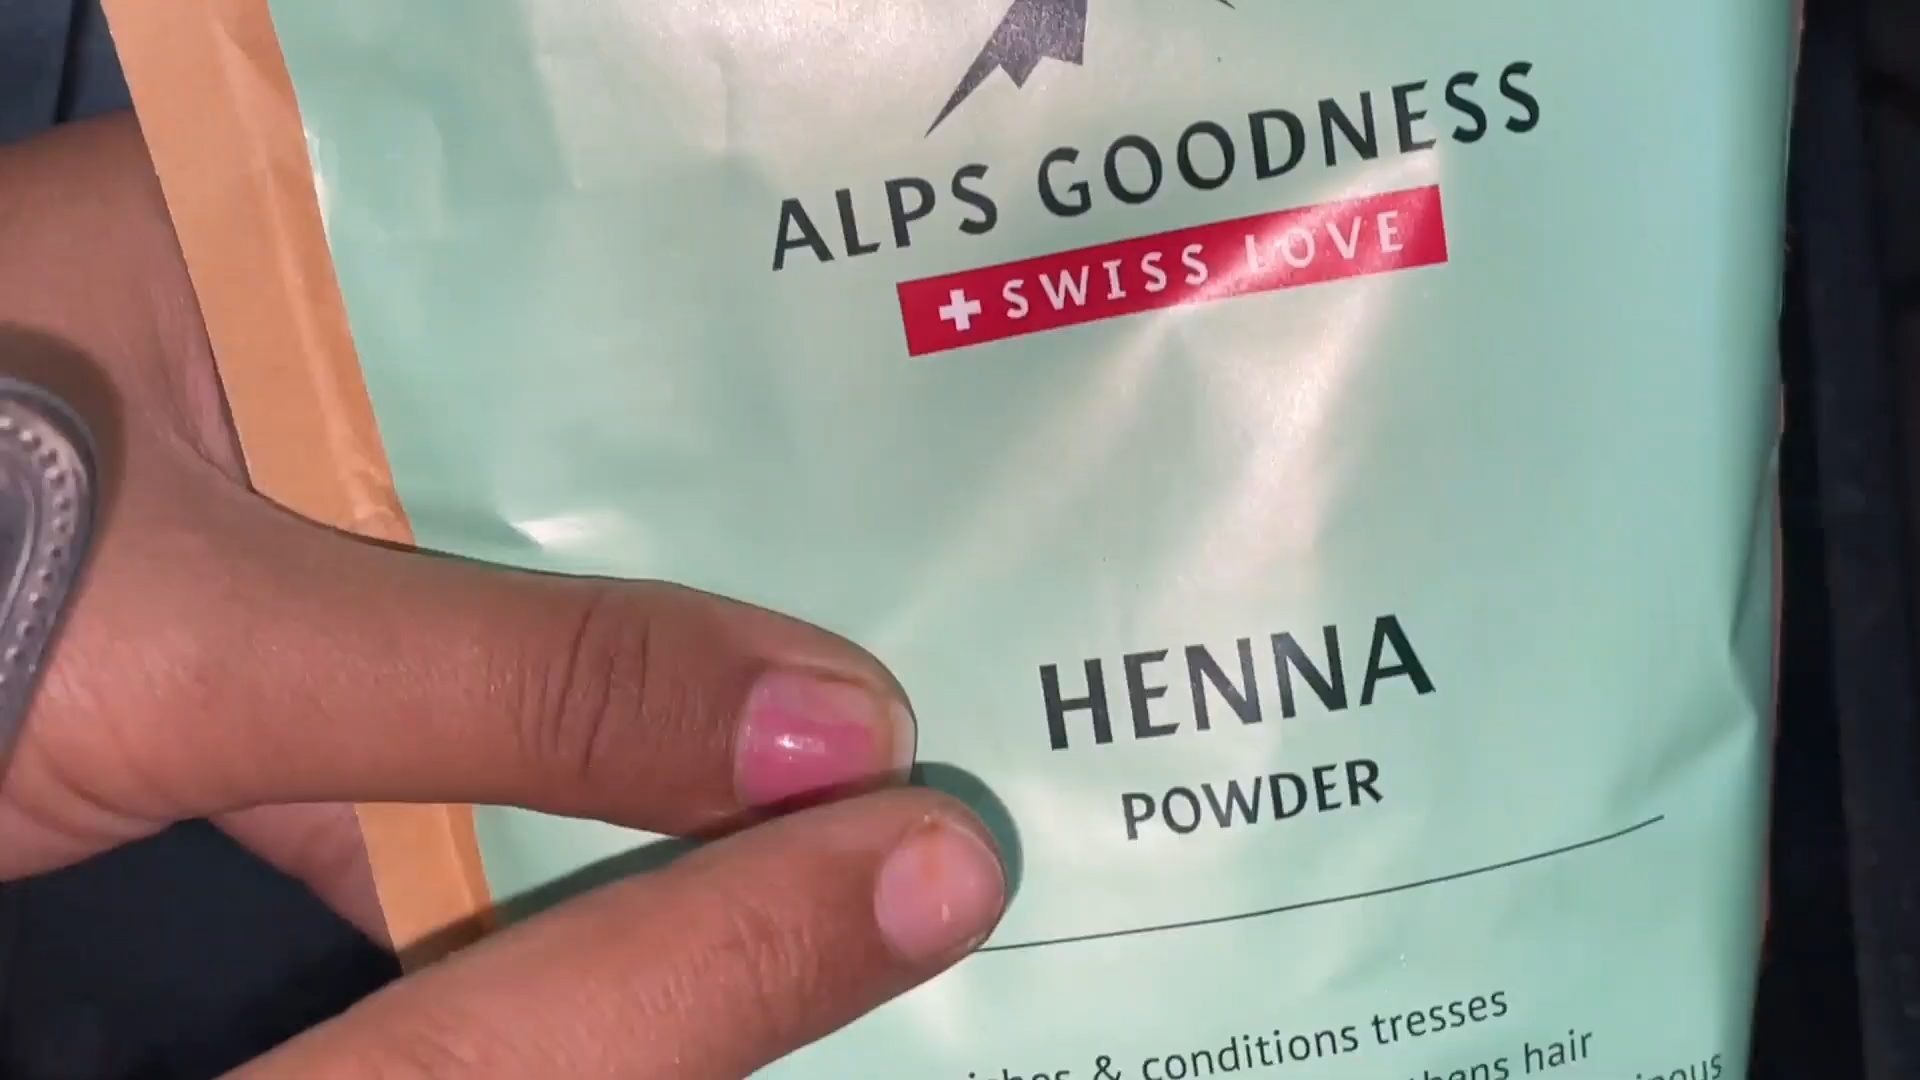 ALPS GOODNESS
SWISS LOVE
HENNA
POWDER
& conditions tresses
hair